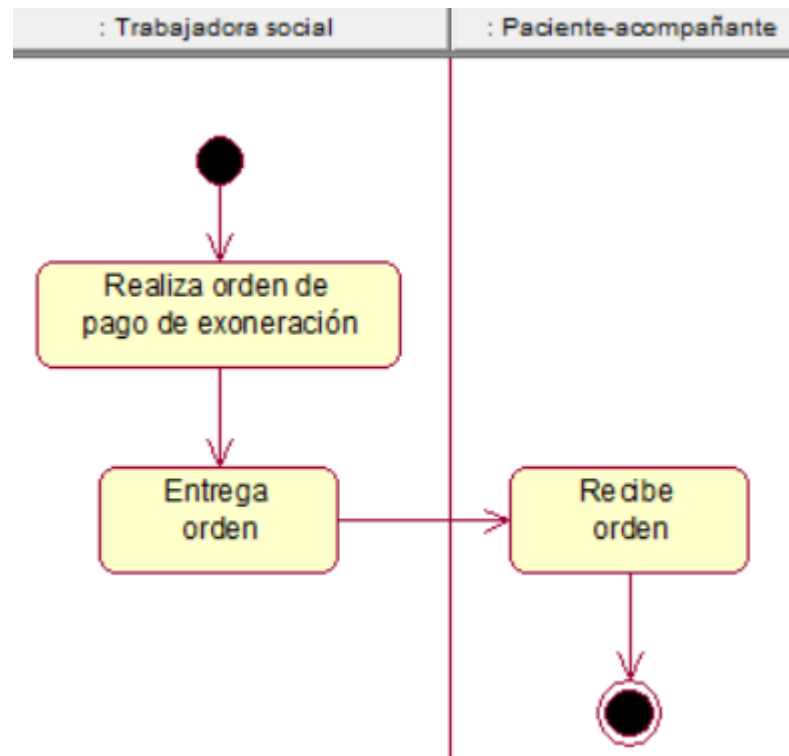 : Trabajadora social
: Paciente-acompañante
Realiza orden de
pago de exoneración
Entrega
orden
Recibe
orden